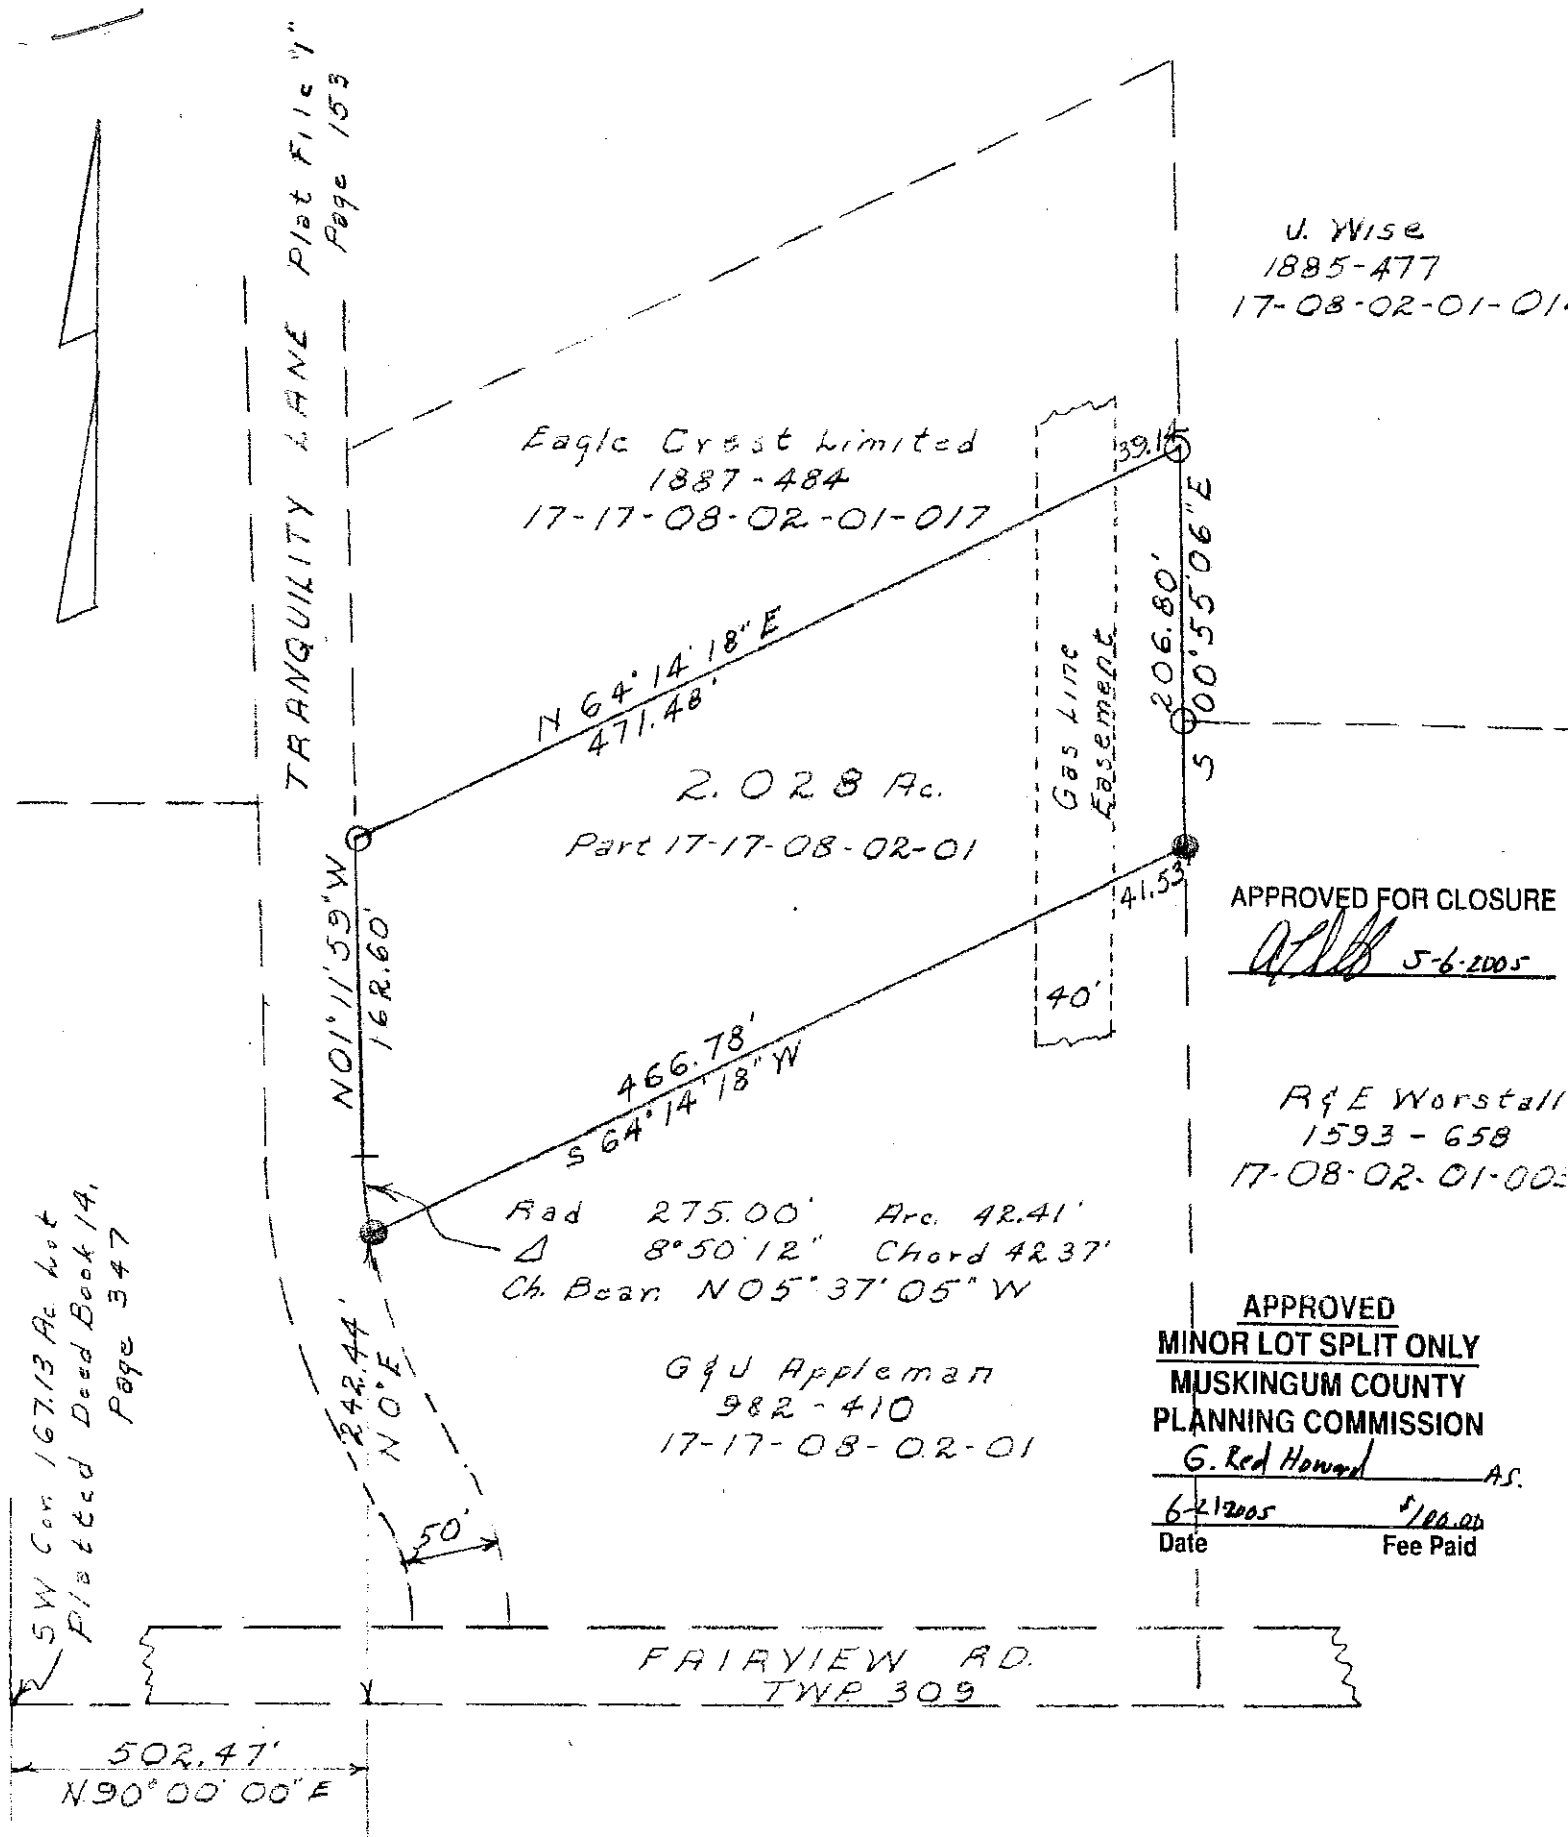 TRANQUILITY LANE Plat File "1"
Page 153
J. Wise
1885-477
17-08-02-01-01
Eagle Crest Limited
1887-484
17-17-08-02-01-017
39.14
206.80'
S 00°55'06"E
N 64°14'18"E
471.48'
Gas Line
Easement
2.028 Ac.
Part 17-17-08-02-01
41.53'
40'
N01°11'59"W
162.60'
APPROVED FOR CLOSURE
5-6-2005
466.78'
S 64°14'18"W
R & E Worstall
1593-658
17-08-02-01-003
Rad 275.00' Arc. 42.41'
Δ 8°50'12" Chord 42.37'
Ch. Bear. N05°37'05"W
SW Cor. 167.13 Ac. Lot
Platted Deed Book 14,
Page 347
242.44'
N 0°E
G & J Appleman
982-410
17-17-08-02-01
APPROVED
MINOR LOT SPLIT ONLY
MUSKINGUM COUNTY
PLANNING COMMISSION
G. Red Howard AS.
6-21-2005 $100.00
Date Fee Paid
50'
FAIRVIEW RD.
TWP 309
502.47'
N90°00'00"E